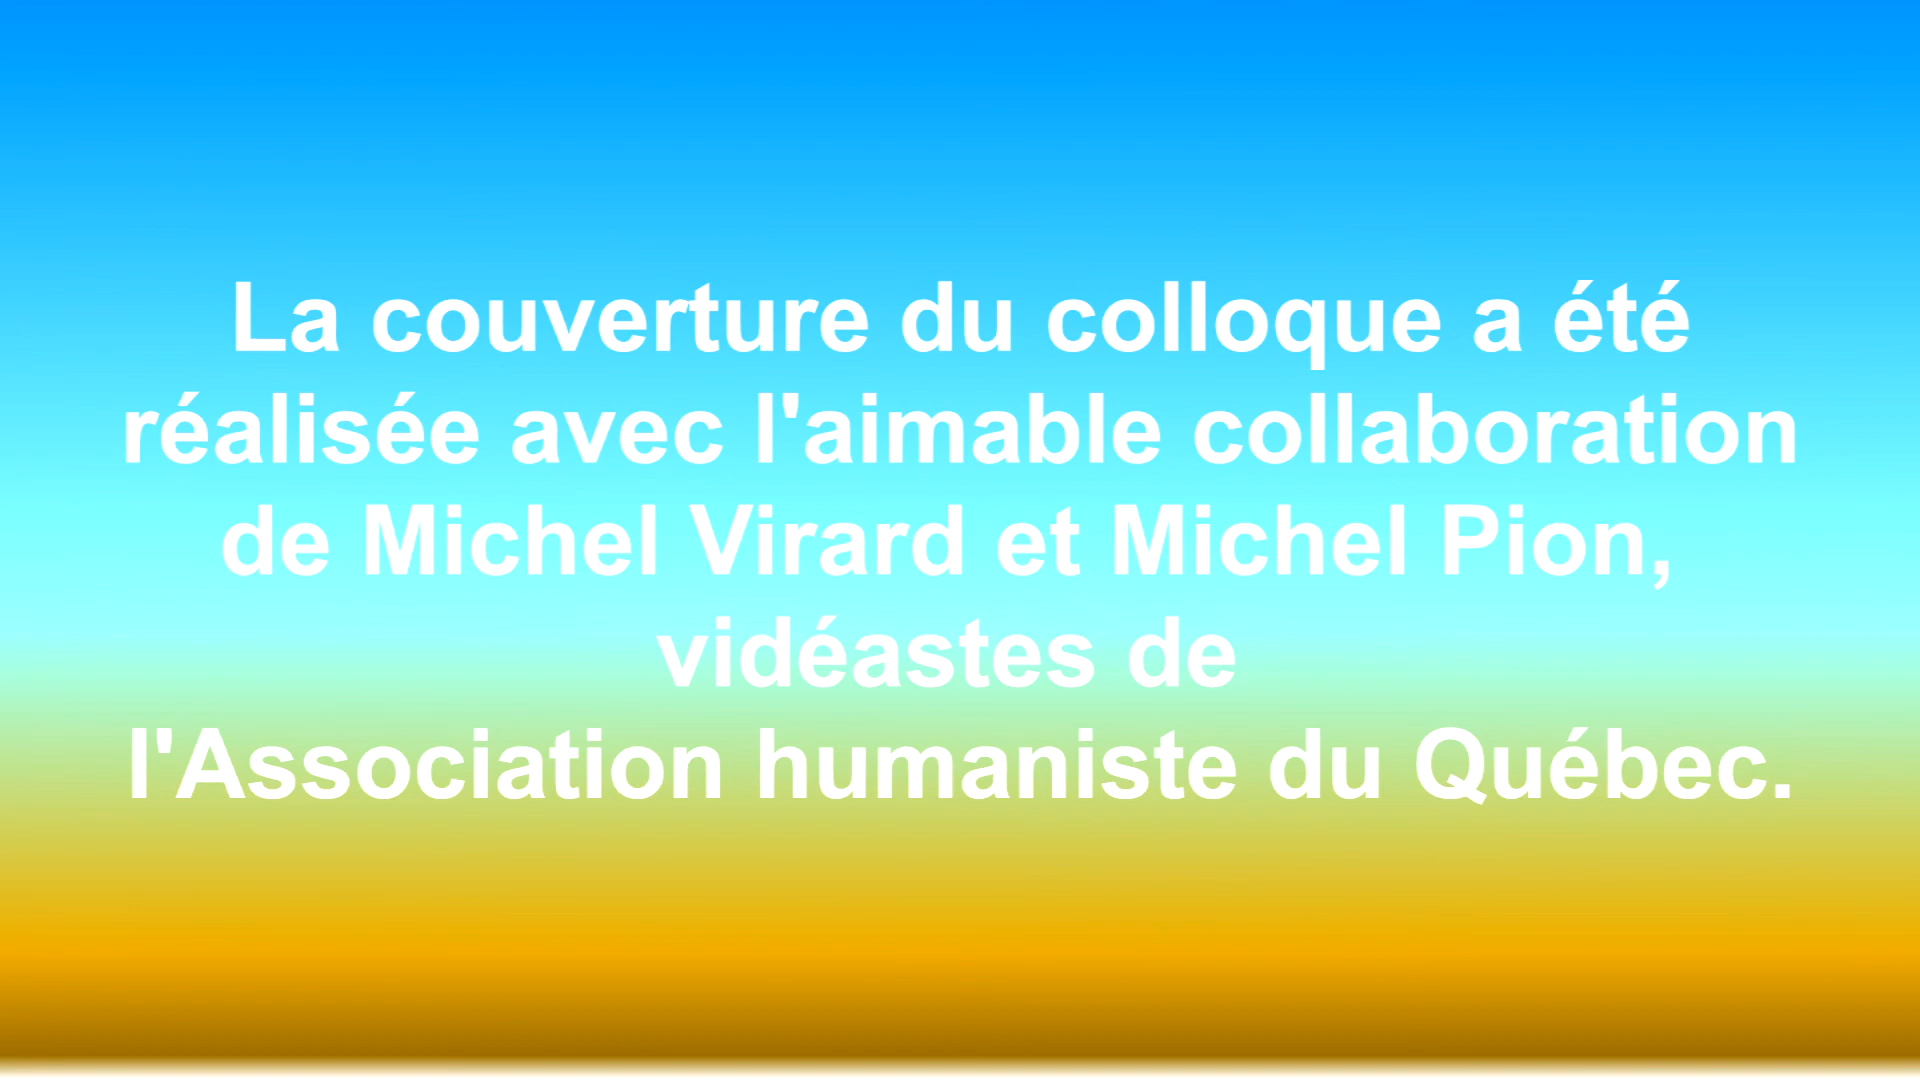 La couverture du colloque a été
réalisée avec l'aimable collaboration
de Michel Virard et Michel Pion,
vidéastes de
l'Association humaniste du Québec.